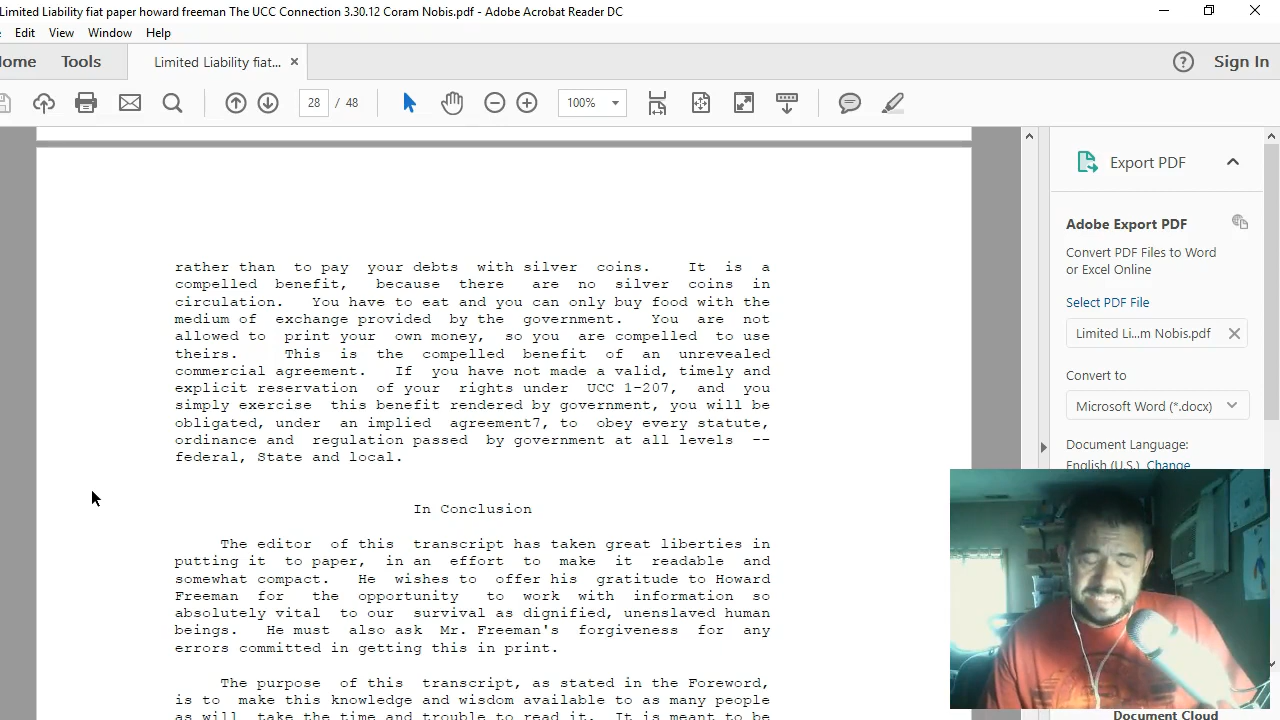 Limited Liability fiat paper howard freeman The UCC Connection 3.30.12 Coram Nobis.pdf - Adobe Acrobat Reader DC
Edit View Window Help
ome Tools Limited Liability fiat... × ? Sign In
28 / 48 100%
rather than to pay your debts with silver coins. It is a
compelled benefit, because there are no silver coins in
circulation. You have to eat and you can only buy food with the
medium of exchange provided by the government. You are not
allowed to print your own money, so you are compelled to use
theirs. This is the compelled benefit of an unrevealed
commercial agreement. If you have not made a valid, timely and
explicit reservation of your rights under UCC 1-207, and you
simply exercise this benefit rendered by government, you will be
obligated, under an implied agreement7, to obey every statute,
ordinance and regulation passed by government at all levels --
federal, State and local.
In Conclusion
The editor of this transcript has taken great liberties in
putting it to paper, in an effort to make it readable and
somewhat compact. He wishes to offer his gratitude to Howard
Freeman for the opportunity to work with information so
absolutely vital to our survival as dignified, unenslaved human
beings. He must also ask Mr. Freeman's forgiveness for any
errors committed in getting this in print.
The purpose of this transcript, as stated in the Foreword,
is to make this knowledge and wisdom available to as many people
as will take the time and trouble to read it. It is meant to be
Export PDF
Adobe Export PDF
Convert PDF Files to Word
or Excel Online
Select PDF File
Limited Li...m Nobis.pdf
Convert to
Microsoft Word (*.docx)
Document Language:
English (U.S.) Change
Document Cloud